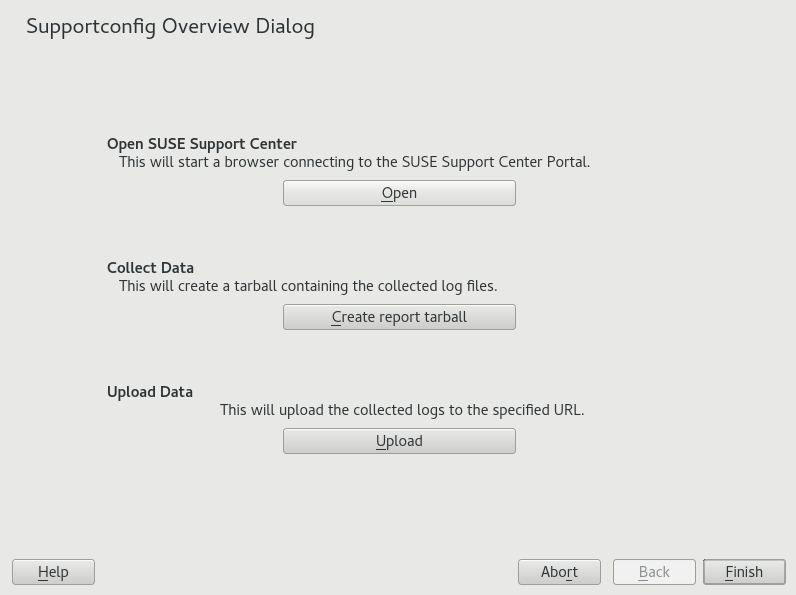 Supportconfig Overview Dialog
Open SUSE Support Center
This will start a browser connecting to the SUSE Support Center Portal.
Open
Collect Data
This will create a tarball containing the collected log files.
Create report tarball
Upload Data
This will upload the collected logs to the specified URL.
Upload
Help Abort Back Finish